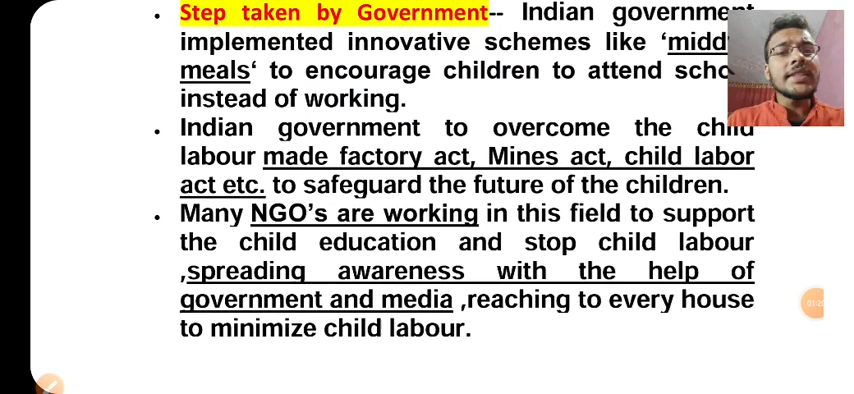 Step taken by Government-- Indian government
implemented innovative schemes like ‘midd
meals‘ to encourage children to attend scho
instead of working.
Indian government to overcome the child
labour made factory act, Mines act, child labor
act etc. to safeguard the future of the children.
Many NGO’s are working in this field to support
the child education and stop child labour
,spreading awareness with the help of
government and media ,reaching to every house
to minimize child labour.